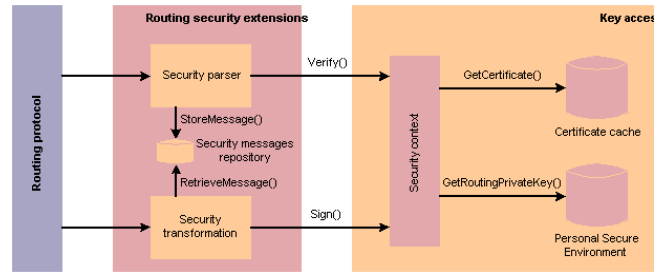 Routing security extensions
Key acces
Routing protocol
Security parser
Verify()
GetCertificate()
StoreMessage()
Certificate cache
Security messages
repository
Security context
RetrieveMessage()
GetRoutingPrivateKey()
Security
transformation
Sign()
Personal Secure
Environment